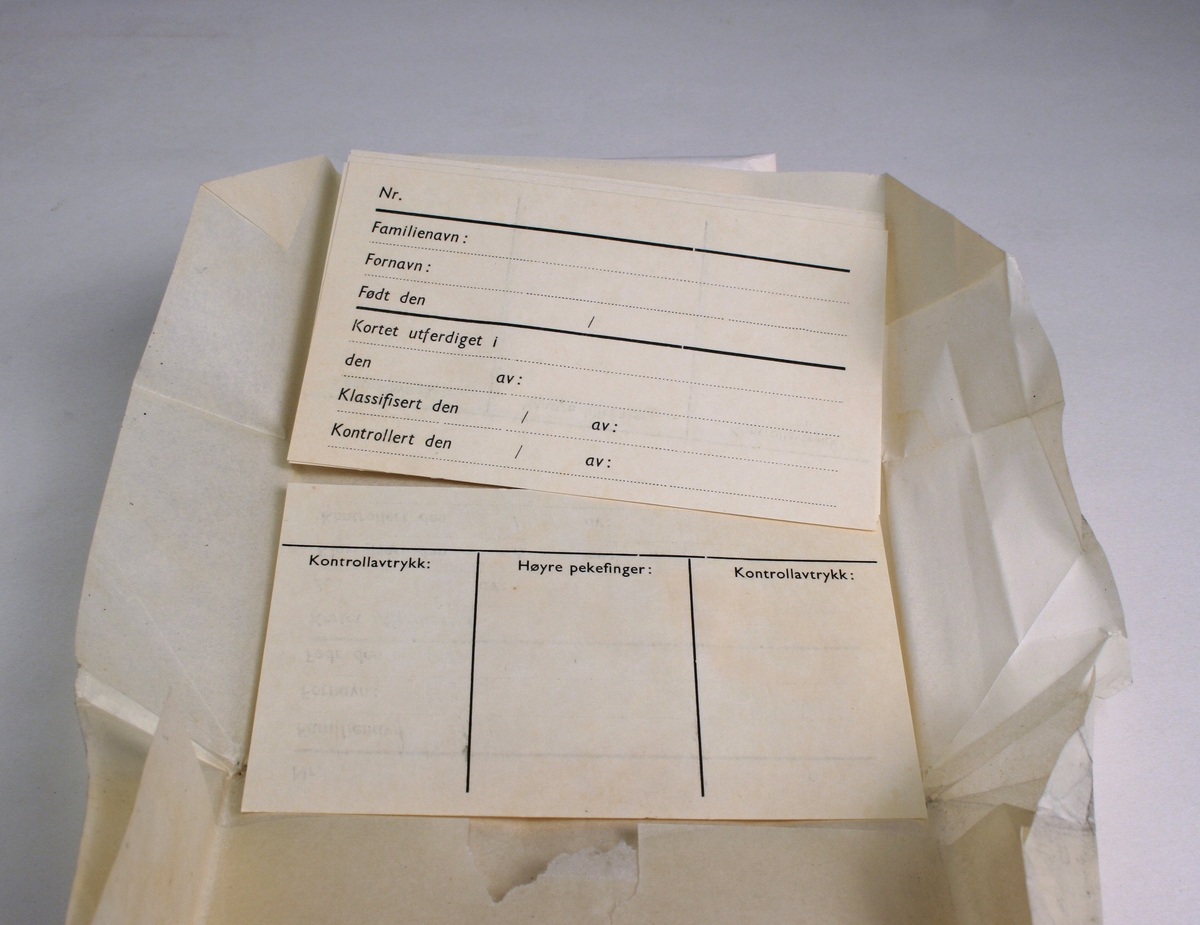 Nr.
Familienavn:
Fornavn:
Født den /
Kortet utferdiget i
den av:
Klassifisert den / av:
Kontrollert den / av:
Kontrollavtrykk: Høyre pekefinger: Kontrollavtrykk: